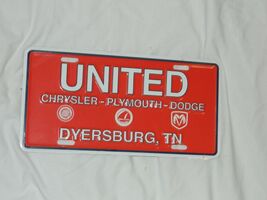 UNITED
CHRYSLER - PLYMOUTH - DODGE
DYERSBURG, TN